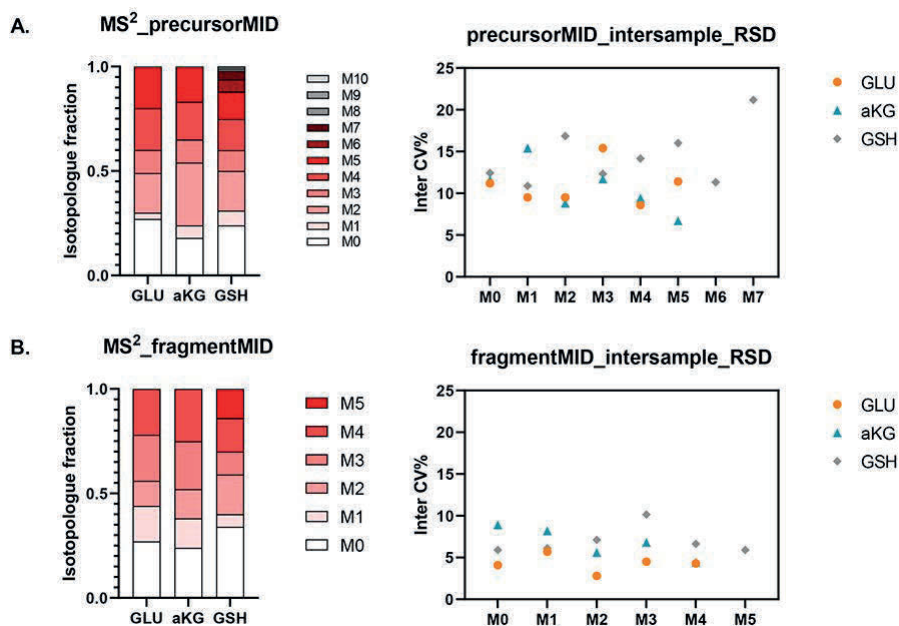 A.
MS²_precursorMID
Isotopologue fraction
1.0
0.5
0.0
GLU aKG GSH
M10
M9
M8
M7
M6
M5
M4
M3
M2
M1
M0
precursorMID_intersample_RSD
Inter CV%
25
20
15
10
5
0
M0 M1 M2 M3 M4 M5 M6 M7
GLU
aKG
GSH
B.
MS²_fragmentMID
Isotopologue fraction
1.0
0.5
0.0
GLU aKG GSH
M5
M4
M3
M2
M1
M0
fragmentMID_intersample_RSD
Inter CV%
25
20
15
10
5
0
M0 M1 M2 M3 M4 M5
GLU
aKG
GSH